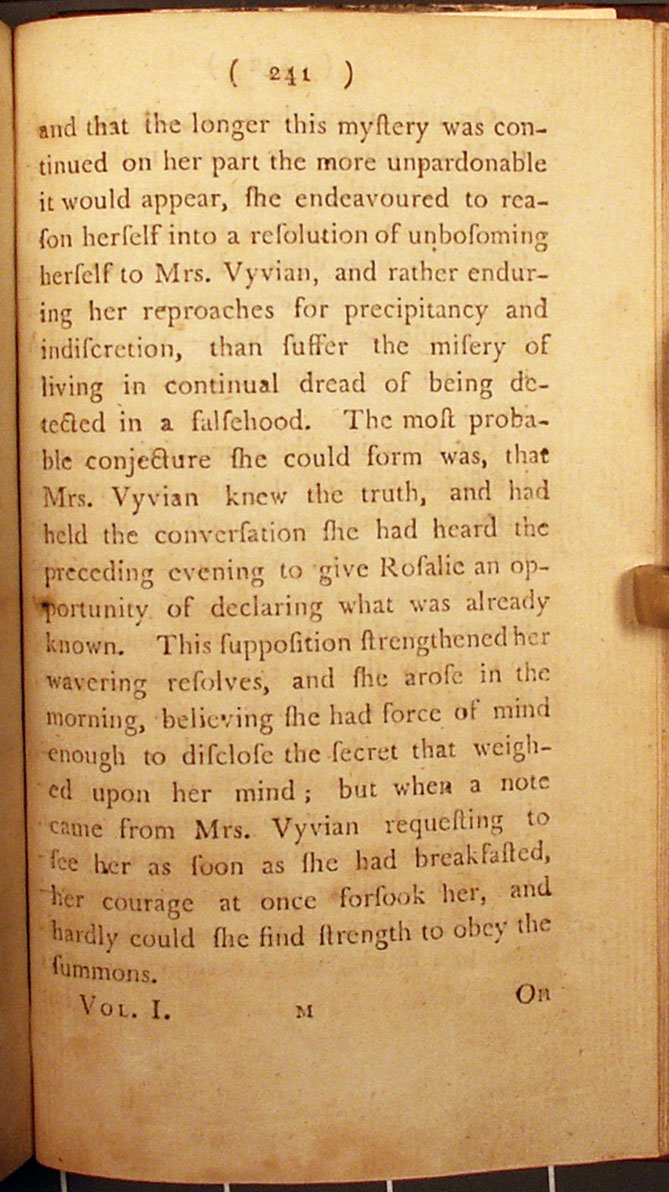 ( 241 )
and that the longer this myſtery was con-
tinued on her part the more unpardonable
it would appear, ſhe endeavoured to rea-
ſon herſelf into a reſolution of unboſoming
herſelf to Mrs. Vyvian, and rather endur-
ing her reproaches for precipitancy and
indiſcretion, than ſuffer the miſery of
living in continual dread of being de-
tected in a falſehood. The moſt proba-
ble conjecture ſhe could form was, that
Mrs. Vyvian knew the truth, and had
held the converſation ſhe had heard the
preceding evening to give Roſalie an op-
portunity of declaring what was already
known. This ſuppoſition ſtrengthened her
wavering reſolves, and ſhe aroſe in the
morning, believing ſhe had force of mind
enough to diſcloſe the ſecret that weigh-
ed upon her mind ; but when a note
came from Mrs. Vyvian requeſting to
ſee her as ſoon as ſhe had breakfaſted,
her courage at once forſook her, and
hardly could ſhe find ſtrength to obey the
ſummons.
VOL. I. M On